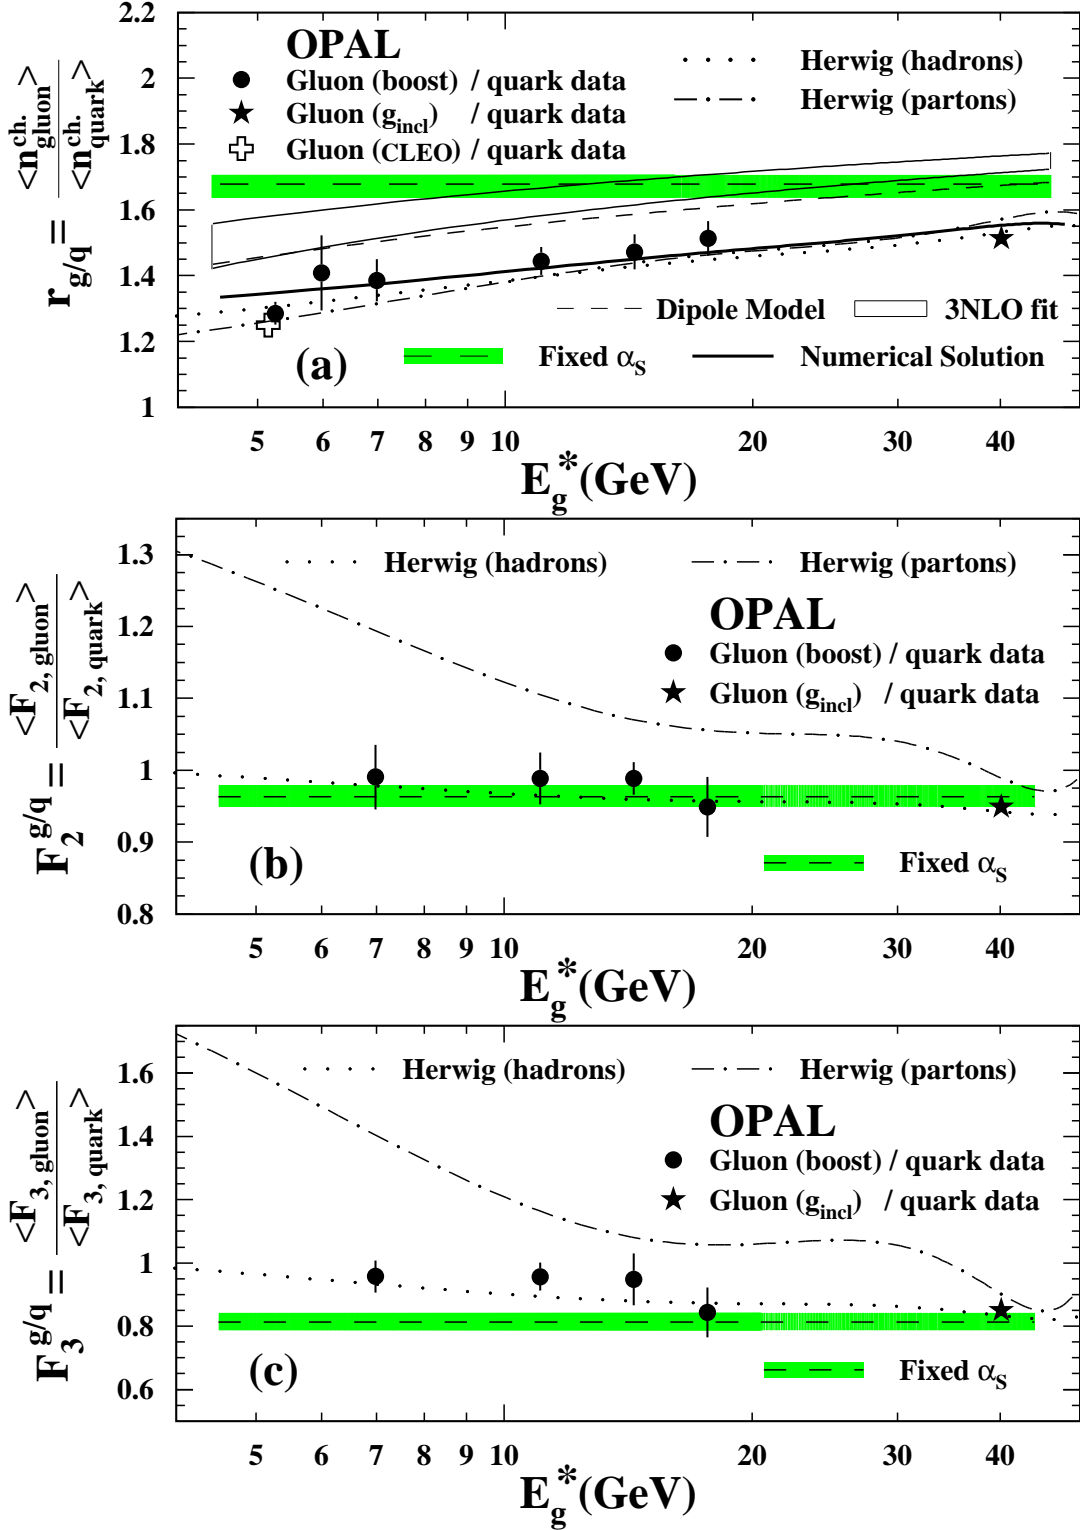 OPAL
Gluon (boost) / quark data
Gluon (g_incl) / quark data
Gluon (CLEO) / quark data
Herwig (hadrons)
Herwig (partons)
r_g/q = <n^ch._gluon> / <n^ch._quark>
2.2
2
1.8
1.6
1.4
1.2
1
Dipole Model
3NLO fit
(a)
Fixed α_S
Numerical Solution
5 6 7 8 9 10 20 30 40
E_g^* (GeV)
Herwig (hadrons)
Herwig (partons)
OPAL
Gluon (boost) / quark data
Gluon (g_incl) / quark data
F_2^g/q = <F_2, gluon> / <F_2, quark>
1.3
1.2
1.1
1
0.9
0.8
(b)
Fixed α_S
5 6 7 8 9 10 20 30 40
E_g^* (GeV)
Herwig (hadrons)
Herwig (partons)
OPAL
Gluon (boost) / quark data
Gluon (g_incl) / quark data
F_3^g/q = <F_3, gluon> / <F_3, quark>
1.6
1.4
1.2
1
0.8
0.6
(c)
Fixed α_S
5 6 7 8 9 10 20 30 40
E_g^* (GeV)